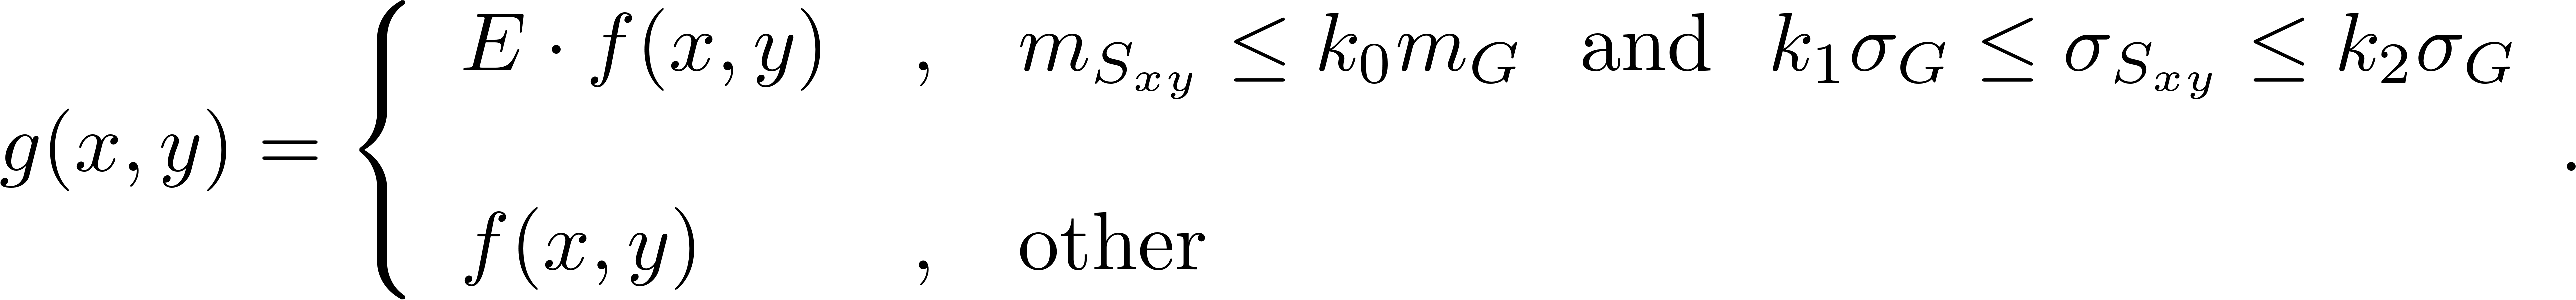 E · f(x, y) , m_{S_{xy}} ≤ k_0 m_G and k_1 σ_G ≤ σ_{S_{xy}} ≤ k_2 σ_G
g(x, y) = { .
f(x, y) , other